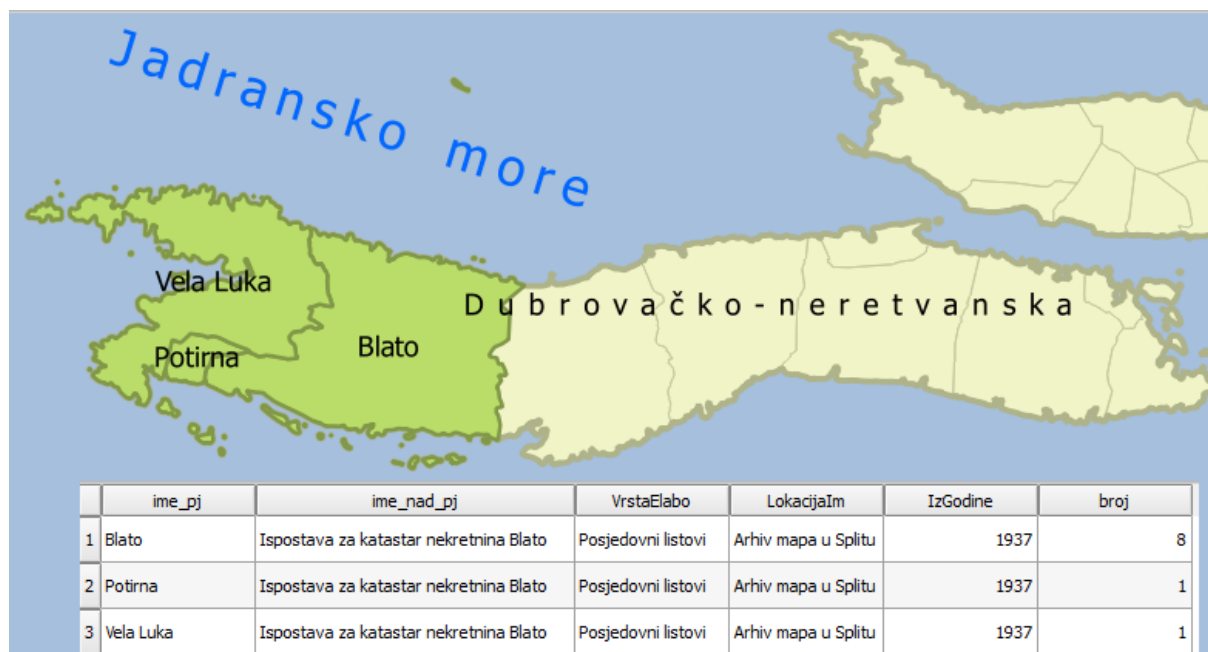 Jadransko more
Vela Luka
Dubrovačko-neretvanska
Potirna
Blato
ime_pj ime_nad_pj VrstaElabo LokacijaIm IzGodine broj
1 Blato Ispostava za katastar nekretnina Blato Posjedovni listovi Arhiv mapa u Splitu 1937 8
2 Potirna Ispostava za katastar nekretnina Blato Posjedovni listovi Arhiv mapa u Splitu 1937 1
3 Vela Luka Ispostava za katastar nekretnina Blato Posjedovni listovi Arhiv mapa u Splitu 1937 1